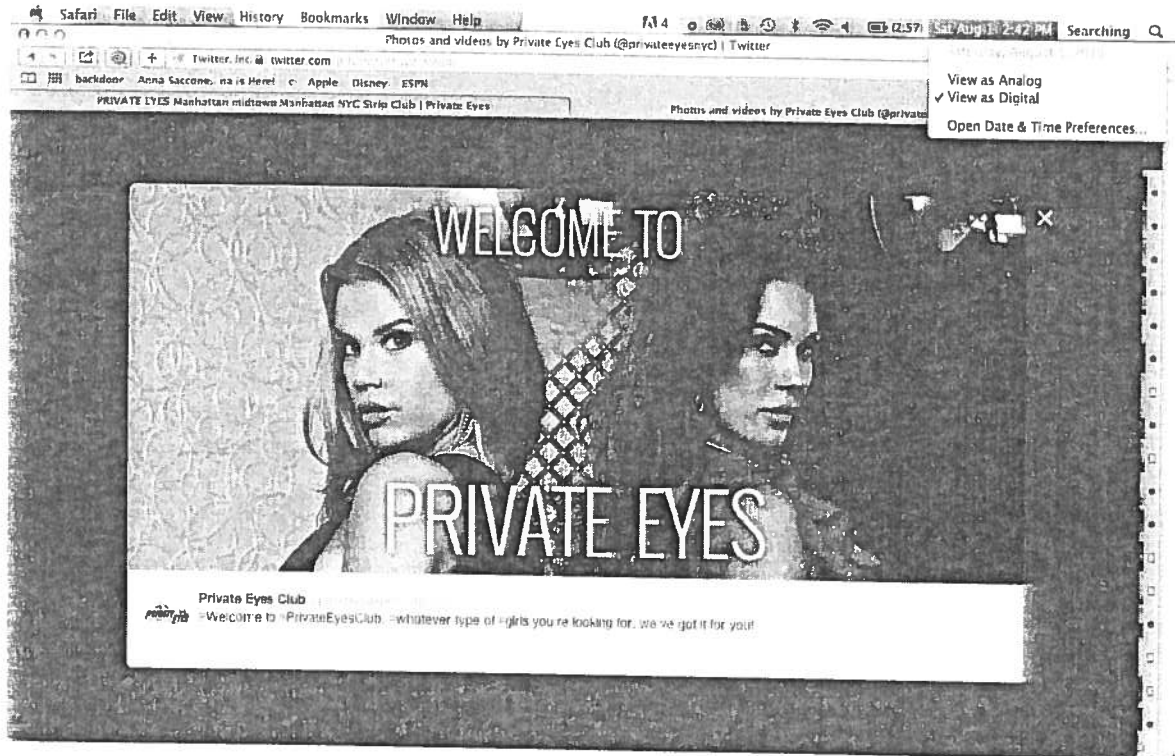 Safari File Edit View History Bookmarks Window Help 4 (2:57) Sat Aug 1 2:42 PM Searching
Photos and videos by Private Eyes Club (@privateeyesnyc) | Twitter
Twitter, Inc. twitter.com
View as Analog
backdone Anna Saccone, na is Here! c Apple Disney ESPN
✓ View as Digital
PRIVATE EYES Manhattan midtown Manhattan NYC Strip Club | Private Eyes
Photos and videos by Private Eyes Club (@private
Open Date & Time Preferences...
WELCOME TO
PRIVATE EYES
Private Eyes Club
#Welcome to #PrivateEyesClub, #whatever type of #girls you're looking for, we've got it for you!